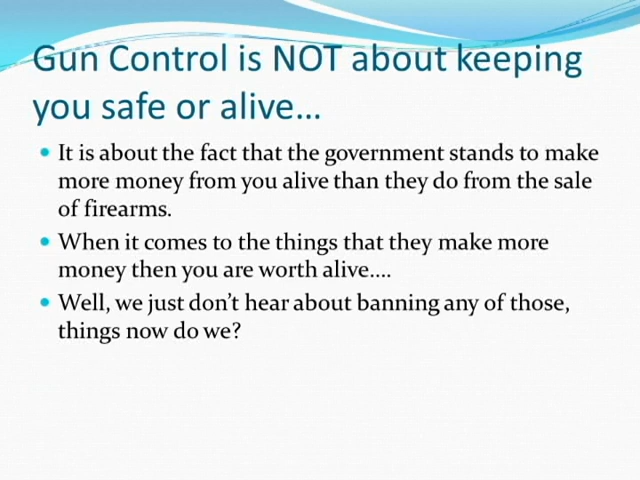 Gun Control is NOT about keeping
you safe or alive...
It is about the fact that the government stands to make
more money from you alive than they do from the sale
of firearms.
When it comes to the things that they make more
money then you are worth alive....
Well, we just don't hear about banning any of those,
things now do we?